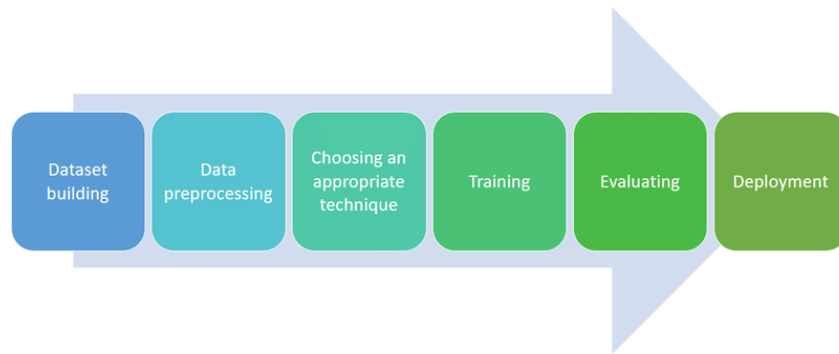 Dataset
building
Data
preprocessing
Choosing an
appropriate
technique
Training
Evaluating
Deployment